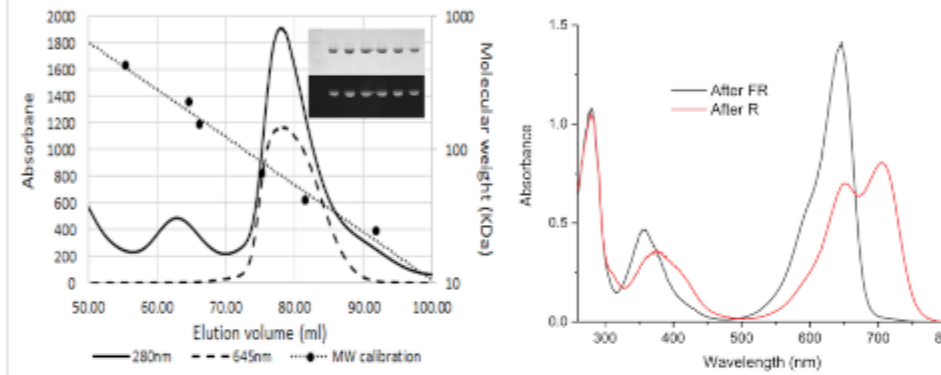 2000
1800
1600
1400
1200
1000
800
600
400
200
0
Absorbane
1000
100
10
Molecular weight (KDa)
50.00 60.00 70.00 80.00 90.00 100.00
Elution volume (ml)
280nm 645nm MW calibration
1.5
1.0
0.5
0.0
Absorbance
After FR
After R
300 400 500 600 700
Wavelength (nm)